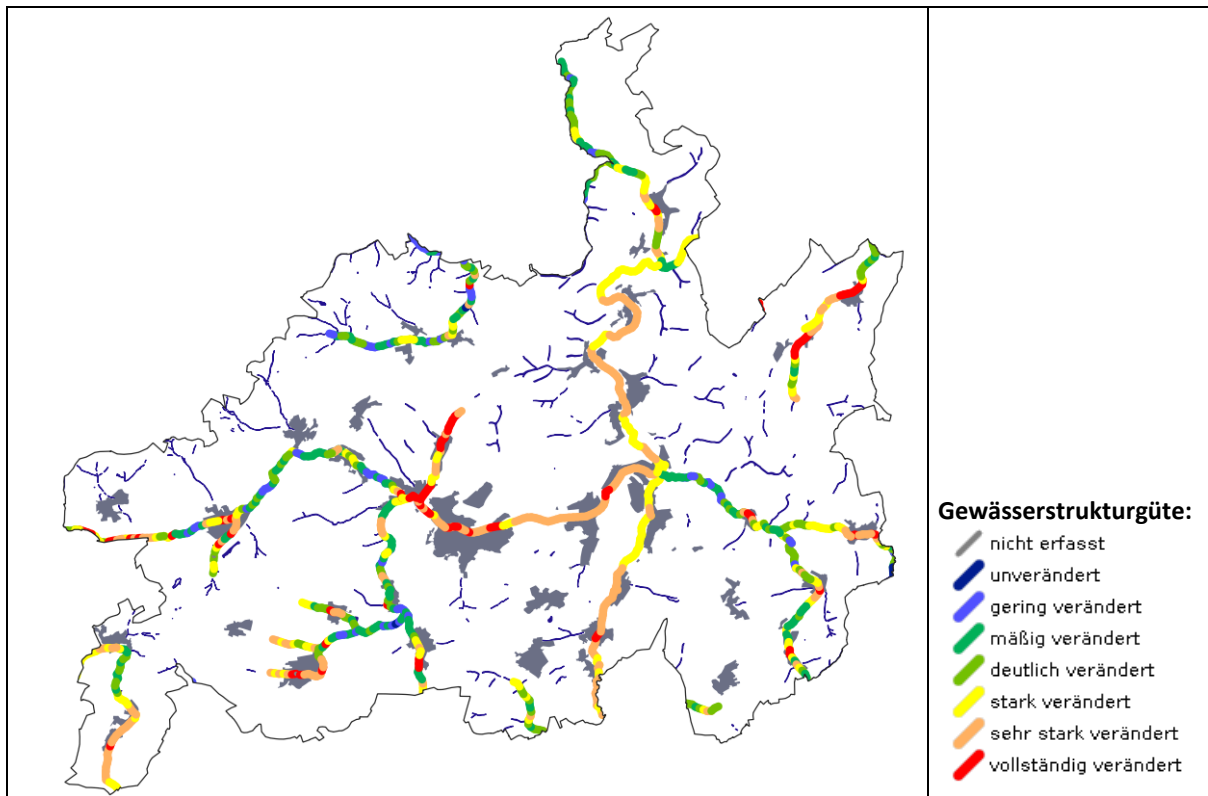 Gewässerstrukturgüte:
nicht erfasst
unverändert
gering verändert
mäßig verändert
deutlich verändert
stark verändert
sehr stark verändert
vollständig verändert